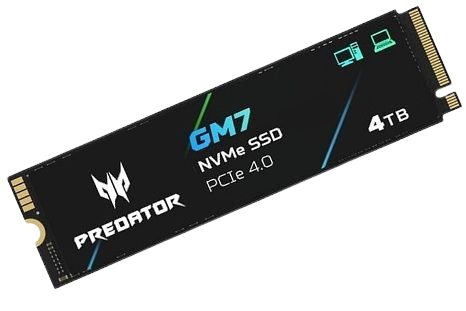 PREDATOR
GM7
NVMe SSD
PCIe 4.0
4TB